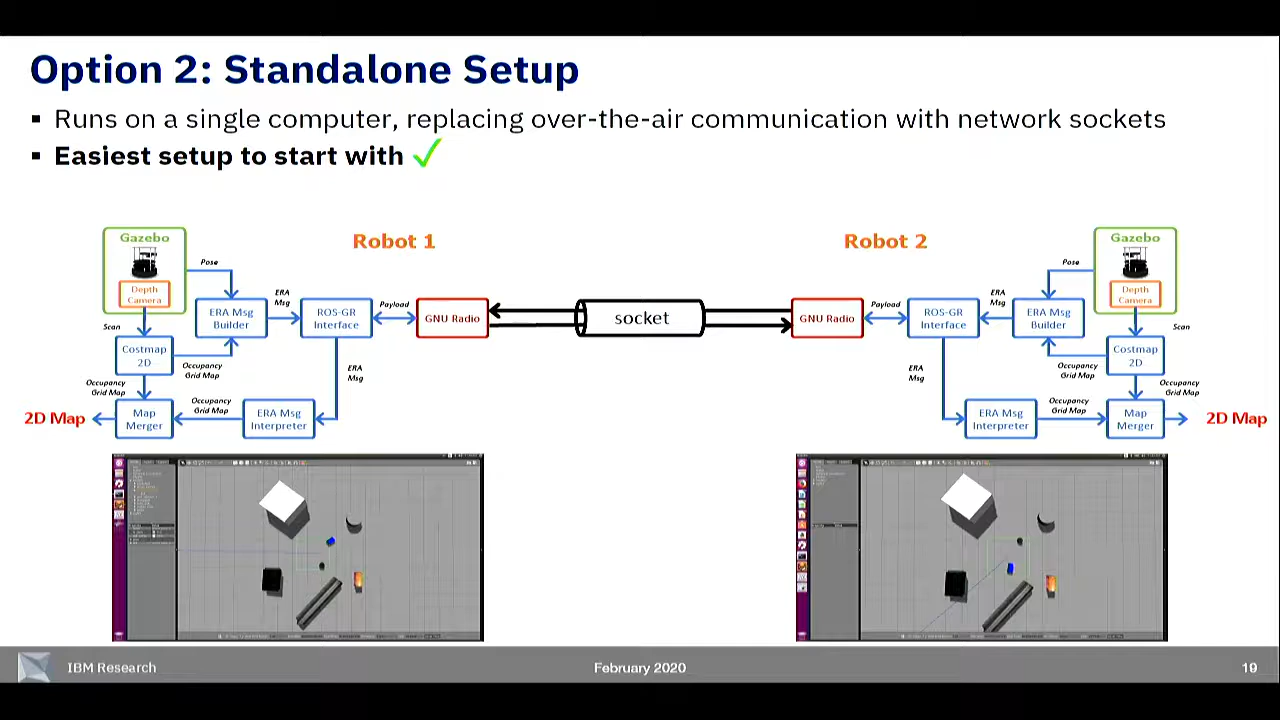 Option 2: Standalone Setup
▪ Runs on a single computer, replacing over-the-air communication with network sockets
▪ Easiest setup to start with ✓
Robot 1
Gazebo
Depth
Camera
Pose
Scan
ERA Msg
Builder
ERA
Msg
ROS-GR
Interface
Payload
GNU Radio
Costmap
2D
Occupancy
Grid Map
Occupancy
Grid Map
ERA
Msg
2D Map
Map
Merger
Occupancy
Grid Map
ERA Msg
Interpreter
socket
Robot 2
Gazebo
Depth
Camera
Pose
Scan
GNU Radio
Payload
ROS-GR
Interface
ERA
Msg
ERA Msg
Builder
Costmap
2D
Occupancy
Grid Map
Occupancy
Grid Map
ERA
Msg
ERA Msg
Interpreter
Occupancy
Grid Map
Map
Merger
2D Map
IBM Research
February 2020
19